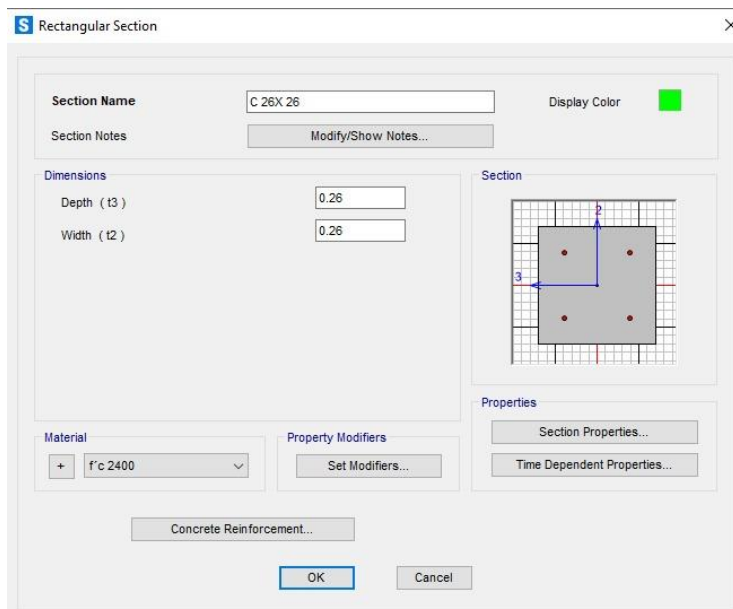 S Rectangular Section
Section Name C 26X 26 Display Color
Section Notes Modify/Show Notes...
Dimensions
Depth ( t3 ) 0.26
Width ( t2 ) 0.26
Section
2
3
Properties
Section Properties...
Time Dependent Properties...
Material
+ f´c 2400
Property Modifiers
Set Modifiers...
Concrete Reinforcement...
OK Cancel